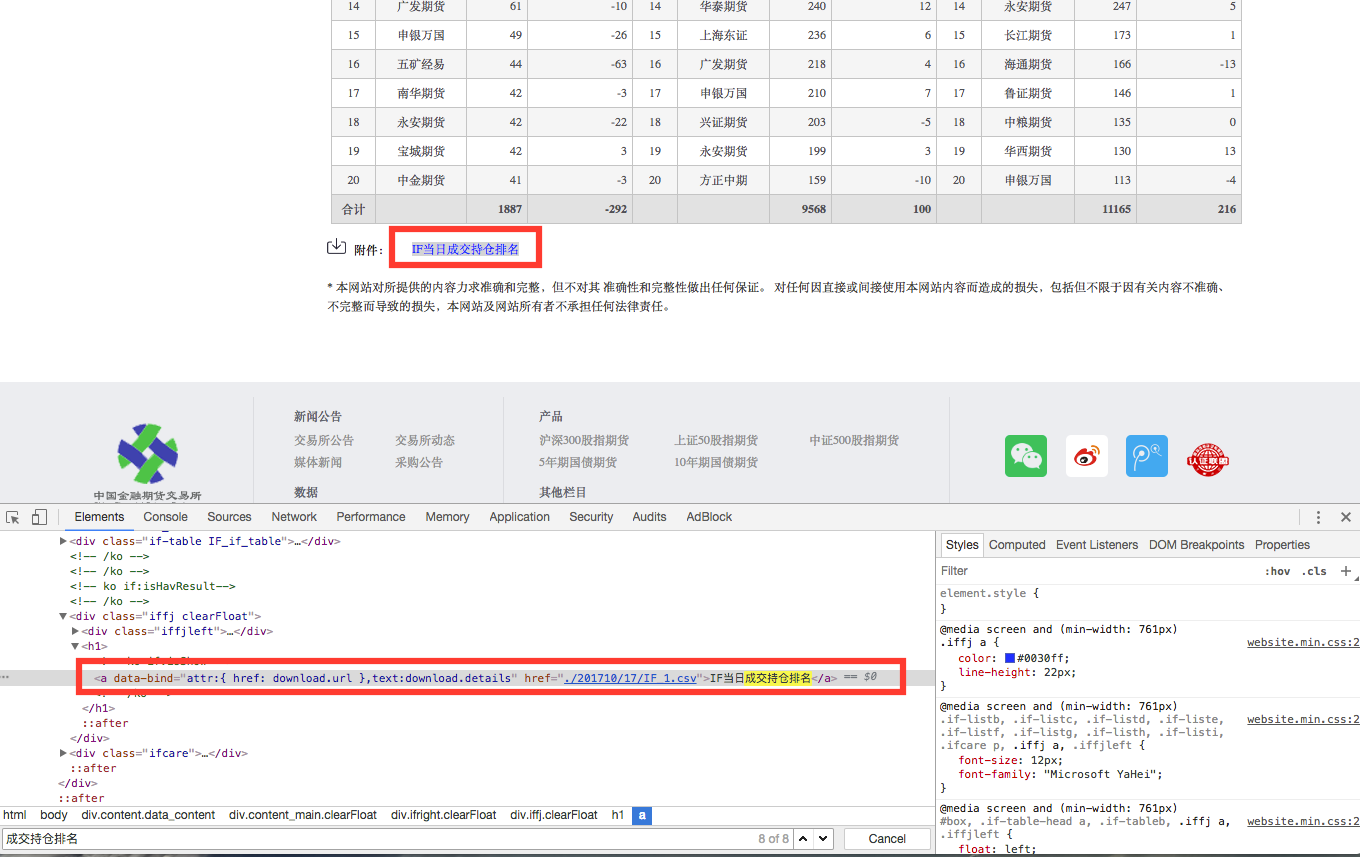 14 广发期货 61 -10 14 华泰期货 240 12 14 永安期货 247 5
15 申银万国 49 -26 15 上海东证 236 6 15 长江期货 173 1
16 五矿经易 44 -63 16 广发期货 218 4 16 海通期货 166 -13
17 南华期货 42 -3 17 申银万国 210 7 17 鲁证期货 146 1
18 永安期货 42 -22 18 兴证期货 203 -5 18 中粮期货 135 0
19 宝城期货 42 3 19 永安期货 199 3 19 华西期货 130 13
20 中金期货 41 -3 20 方正中期 159 -10 20 申银万国 113 -4
合计 1887 -292 9568 100 11165 216
附件: IF当日成交持仓排名
* 本网站对所提供的内容力求准确和完整，但不对其 准确性和完整性做出任何保证。 对任何因直接或间接使用本网站内容而造成的损失，包括但不限于因有关内容不准确、
不完整而导致的损失，本网站及网站所有者不承担任何法律责任。
中国金融期货交易所
新闻公告
交易所公告 交易所动态
媒体新闻 采购公告
数据
产品
沪深300股指期货 上证50股指期货 中证500股指期货
5年期国债期货 10年期国债期货
其他栏目
认证联盟
Elements Console Sources Network Performance Memory Application Security Audits AdBlock
<div class="if-table IF_if_table">…</div>
<!-- /ko -->
<!-- /ko -->
<!-- ko if:isHavResult-->
<!-- /ko -->
<div class="iffj clearFloat">
<div class="iffjleft">…</div>
<h1>
<a data-bind="attr:{ href: download.url },text:download.details" href="./201710/17/IF_1.csv">IF当日成交持仓排名</a> == $0
</h1>
::after
</div>
<div class="ifcare">…</div>
::after
</div>
::after
html body div.content.data_content div.content_main.clearFloat div.ifright.clearFloat div.iffj.clearFloat h1 a
成交持仓排名 8 of 8 Cancel
Styles Computed Event Listeners DOM Breakpoints Properties
Filter :hov .cls +
element.style {
}
@media screen and (min-width: 761px)
.iffj a { website.min.css:2
color: #0030ff;
line-height: 22px;
}
@media screen and (min-width: 761px)
.if-listb, .if-listc, .if-listd, .if-liste, website.min.css:2
.if-listf, .if-listg, .if-listh, .if-listi,
.ifcare p, .iffj a, .iffjleft {
font-size: 12px;
font-family: "Microsoft YaHei";
}
@media screen and (min-width: 761px)
#box, .if-table-head a, .if-tableb, .iffj a, website.min.css:2
.iffjleft {
float: left;